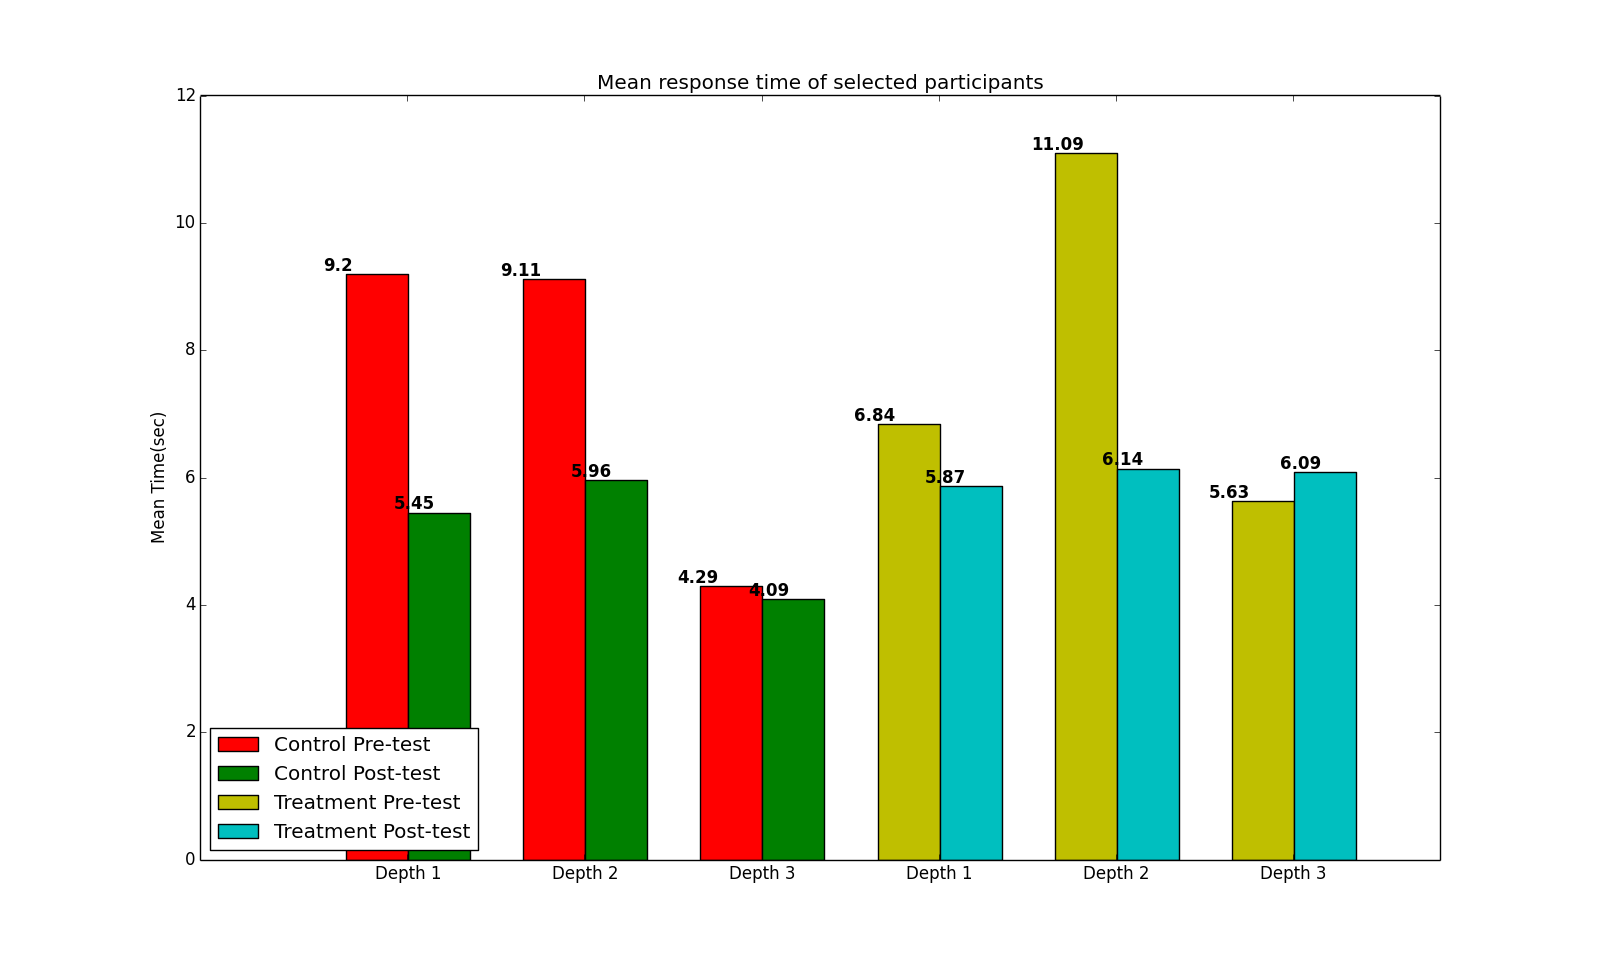 Mean response time of selected participants
12
10
8
6
4
2
0
Mean Time(sec)
9.2
5.45
9.11
5.96
4.29
4.09
6.84
5.87
11.09
6.14
5.63
6.09
Control Pre-test
Control Post-test
Treatment Pre-test
Treatment Post-test
Depth 1 Depth 2 Depth 3 Depth 1 Depth 2 Depth 3